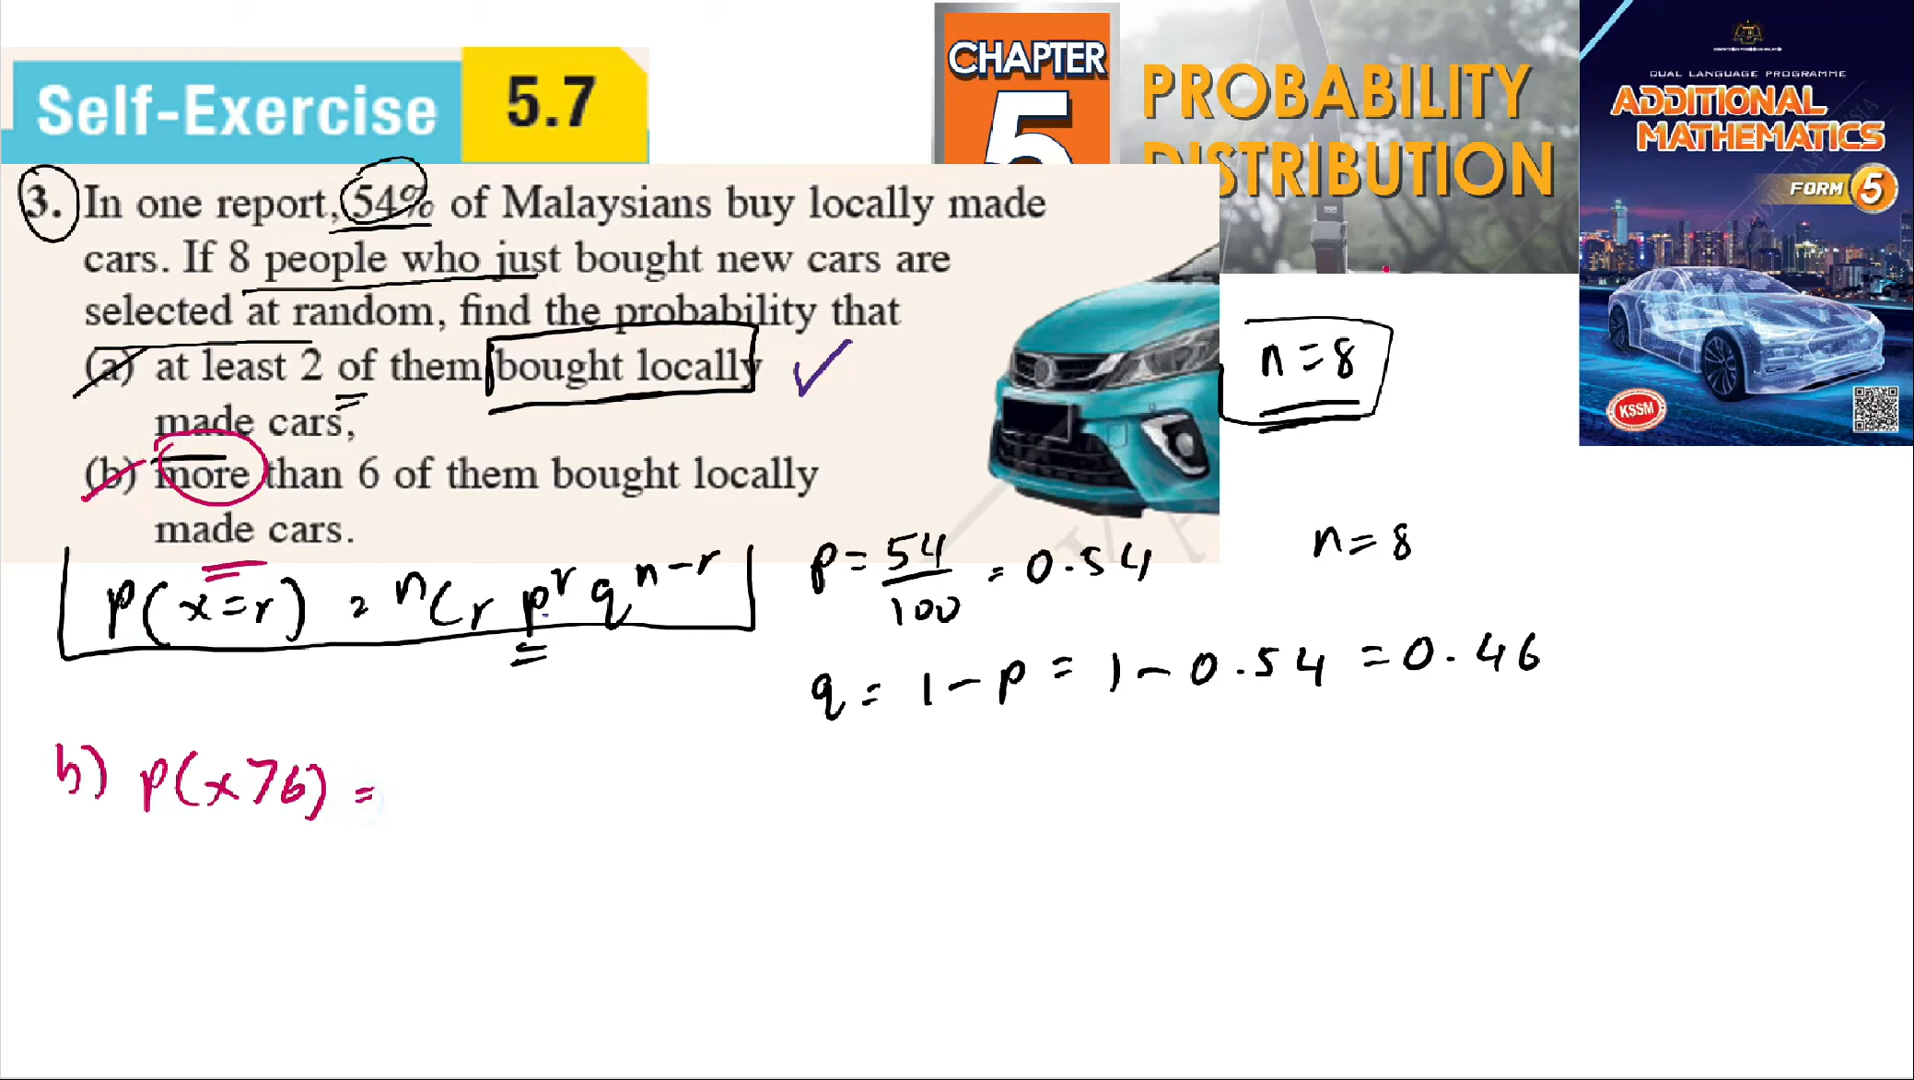 CHAPTER
5
PROBABILITY
DISTRIBUTION
DUAL LANGUAGE PROGRAMME
ADDITIONAL
MATHEMATICS
FORM 5
KSSM
Self-Exercise 5.7
3. In one report, 54% of Malaysians buy locally made
cars. If 8 people who just bought new cars are
selected at random, find the probability that
(a) at least 2 of them bought locally
made cars,
(b) more than 6 of them bought locally
made cars.
n = 8
n = 8
P(x=r) = nCr p^r q^n-r
p = 54/100 = 0.54
q = 1 - p = 1 - 0.54 = 0.46
b) P(x>6) =